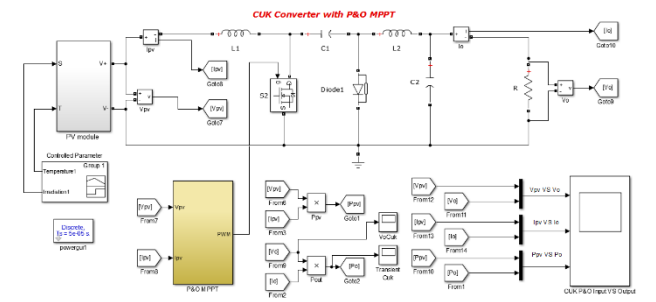 CUK Converter with P&O MPPT
Ipv
L1
C1
L2
Io
[Io]
Goto10
[Ipv]
Goto8
S
V+
T
V-
PV module
Vpv
[Vpv]
Goto7
S2
Diode1
C2
R
Vo
[Vo]
Goto9
Controlled Parameter
Group 1
Temperature1
Irradiation1
Discrete,
Ts = 5e-05 s
powergui1
[Vpv]
From7
Vpv
[Ipv]
From8
Ipv
PWM
P&O MPPT
[Vpv]
From6
[Ipv]
From3
Ppv
[Ppv]
Goto1
[Vo]
From9
[Io]
From2
Pout
[Po]
Goto2
VoCuk
Transient
Cuk
[Vpv]
From12
[Vo]
From11
Vpv VS Vo
[Ipv]
From13
[Io]
From14
Ipv VS Io
[Ppv]
From10
[Po]
From1
Ppv VS Po
CUK P&O Input VS Output